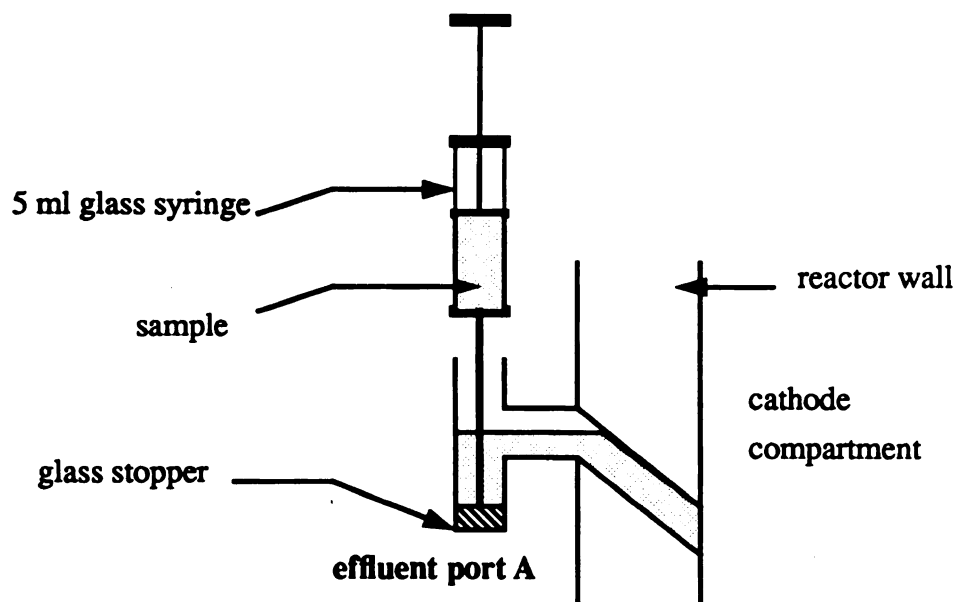 5 ml glass syringe
reactor wall
sample
cathode
compartment
glass stopper
effluent port A